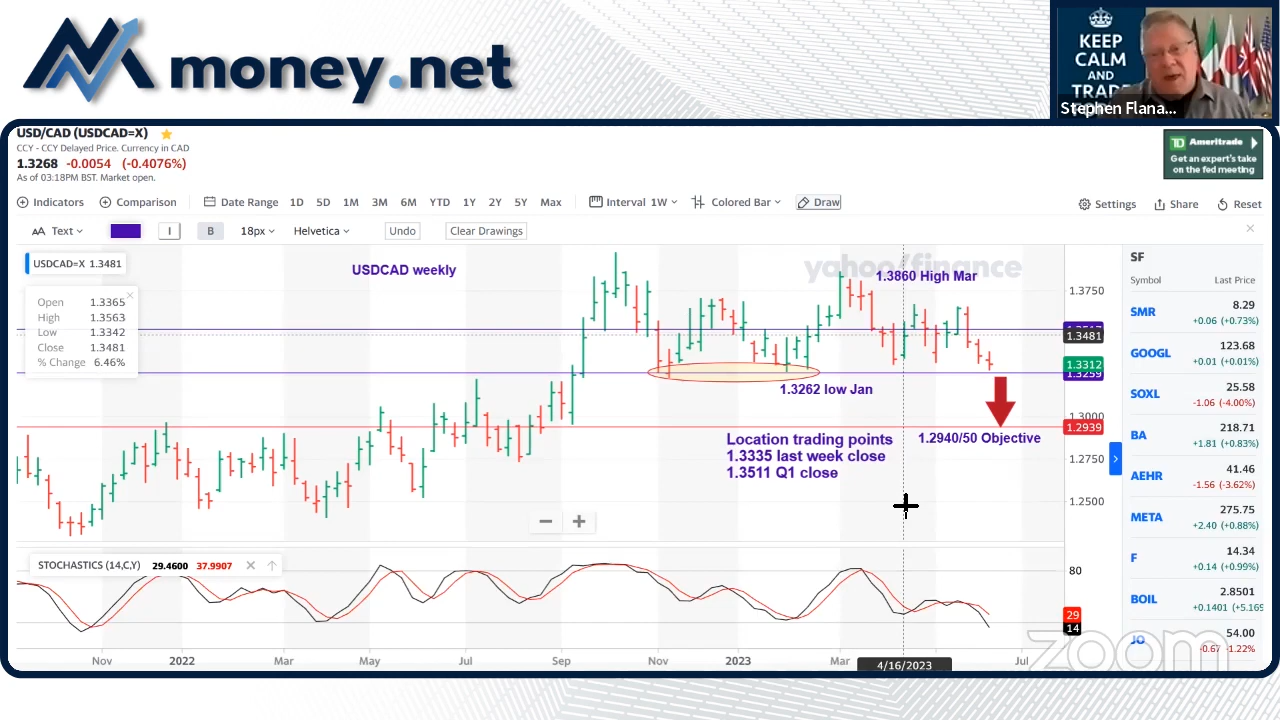 money.net
KEEP
CALM
AND
TRADE
Stephen Flana...
USD/CAD (USDCAD=X)
CCY - CCY Delayed Price. Currency in CAD
1.3268 -0.0054 (-0.4076%)
As of 03:18PM BST. Market open.
TD Ameritrade
Get an expert's take
on the fed meeting
Indicators Comparison Date Range 1D 5D 1M 3M 6M YTD 1Y 2Y 5Y Max Interval 1W Colored Bar Draw Settings Share Reset
AA Text I B 18px Helvetica Undo Clear Drawings
USDCAD=X 1.3481
Open 1.3365
High 1.3563
Low 1.3342
Close 1.3481
% Change 6.46%
USDCAD weekly
yahoo!finance
1.3860 High Mar
1.3262 low Jan
Location trading points
1.3335 last week close
1.3511 Q1 close
1.2940/50 Objective
1.3750
1.3481
1.3312
1.3259
1.3000
1.2939
1.2750
1.2500
STOCHASTICS (14,C,Y) 29.4600 37.9907
80
29
14
Nov 2022 Mar May Jul Sep Nov 2023 Mar 4/16/2023 Jul
SF
Symbol Last Price
SMR 8.29
+0.06 (+0.73%)
GOOGL 123.68
+0.01 (+0.01%)
SOXL 25.58
-1.06 (-4.00%)
BA 218.71
+1.81 (+0.83%)
AEHR 41.46
-1.56 (-3.62%)
META 275.75
+2.40 (+0.88%)
F 14.34
+0.14 (+0.99%)
BOIL 2.8501
+0.1401 (+5.169
JO 54.00
-0.67 -1.22%
zoom